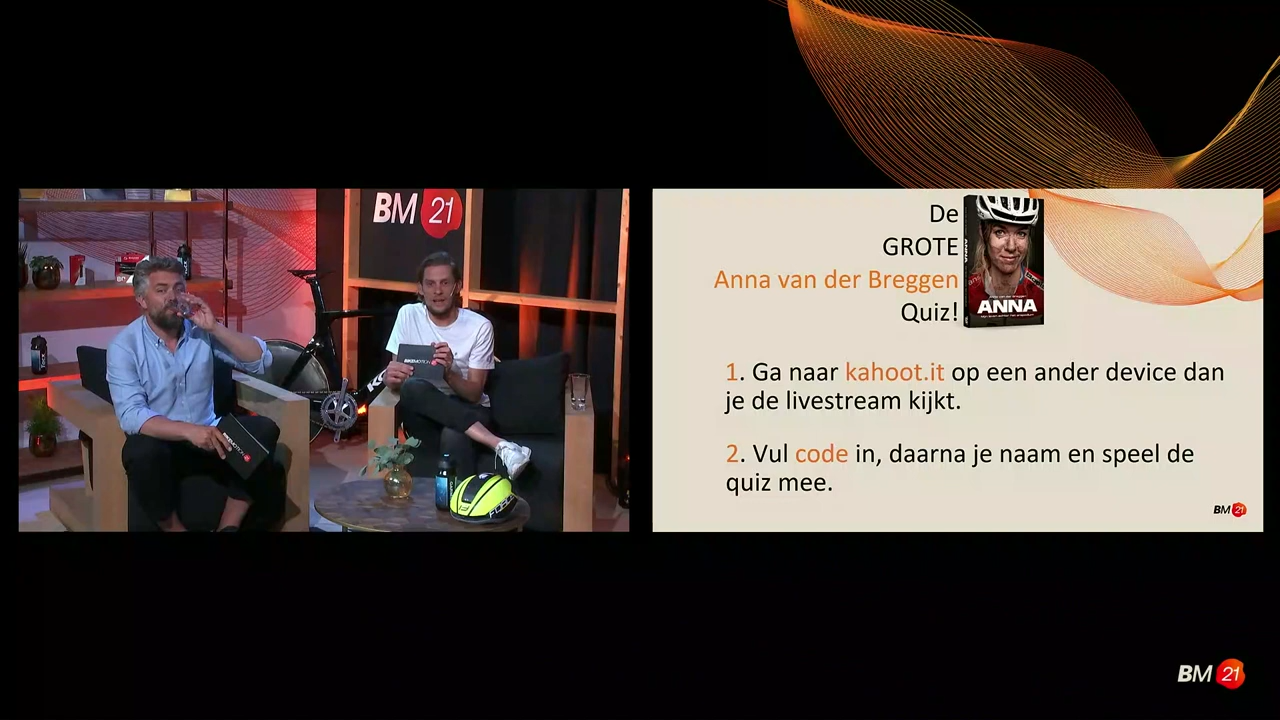 BM 21
BIKEMOTION
BIKEMOTION
De
GROTE
Anna van der Breggen
Quiz!
ANNA
1. Ga naar kahoot.it op een ander device dan
je de livestream kijkt.
2. Vul code in, daarna je naam en speel de
quiz mee.
BM 21
BM 21